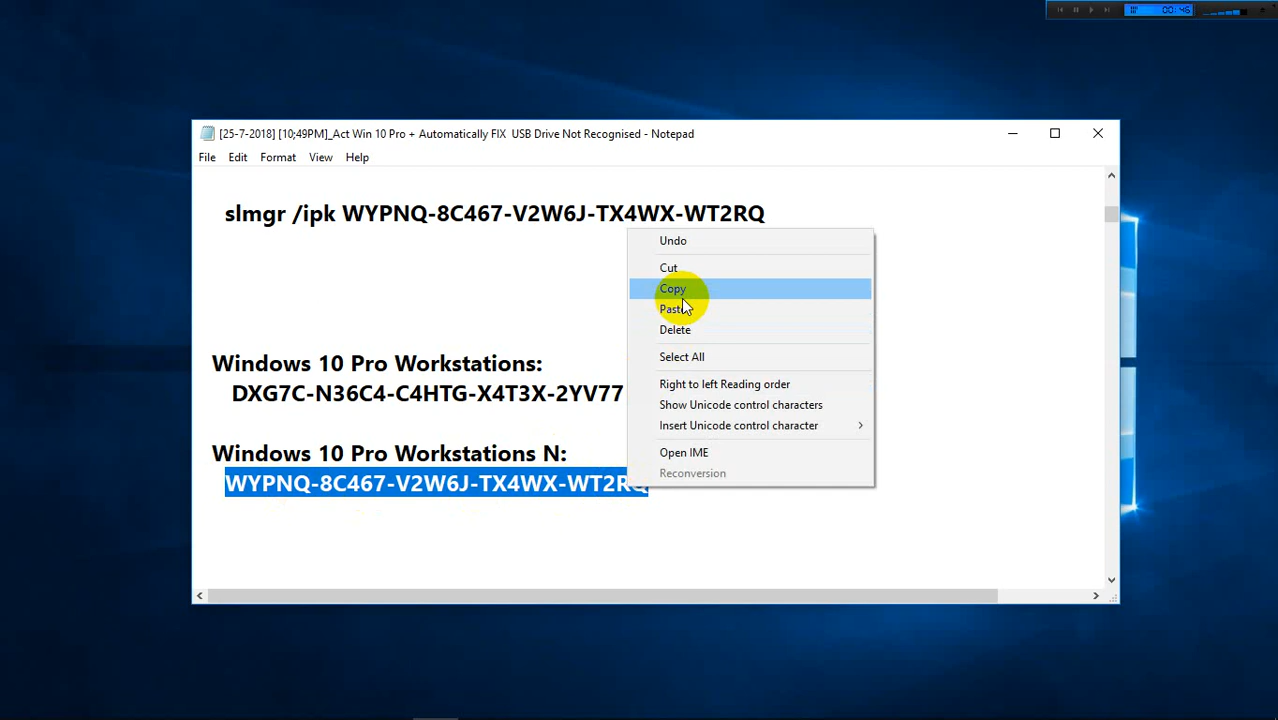 00:46
[25-7-2018] [10;49PM]_Act Win 10 Pro + Automatically FIX  USB Drive Not Recognised - Notepad
File Edit Format View Help
slmgr /ipk WYPNQ-8C467-V2W6J-TX4WX-WT2RQ
Undo
Cut
Copy
Paste
Delete
Select All
Right to left Reading order
Show Unicode control characters
Insert Unicode control character
Open IME
Reconversion
Windows 10 Pro Workstations:
DXG7C-N36C4-C4HTG-X4T3X-2YV77
Windows 10 Pro Workstations N:
WYPNQ-8C467-V2W6J-TX4WX-WT2RQ